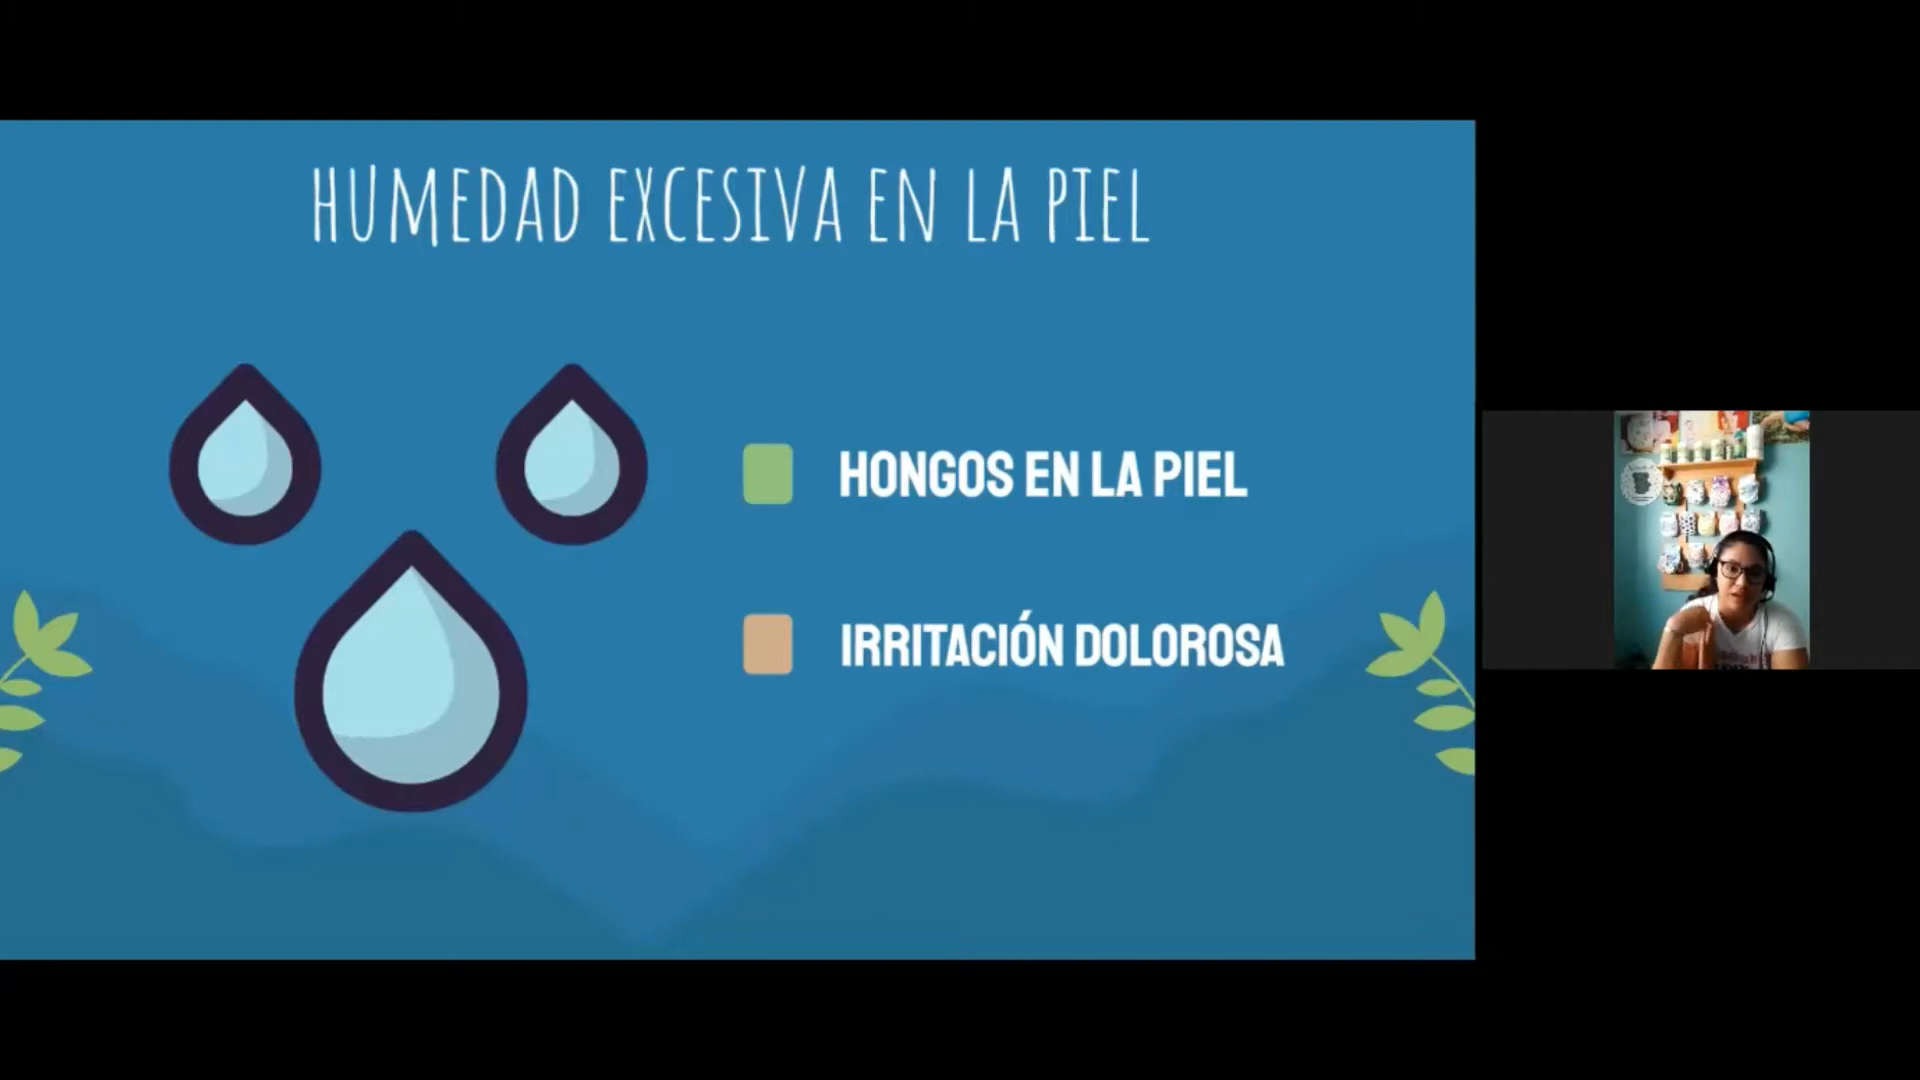 HUMEDAD EXCESIVA EN LA PIEL
HONGOS EN LA PIEL
IRRITACIÓN DOLOROSA